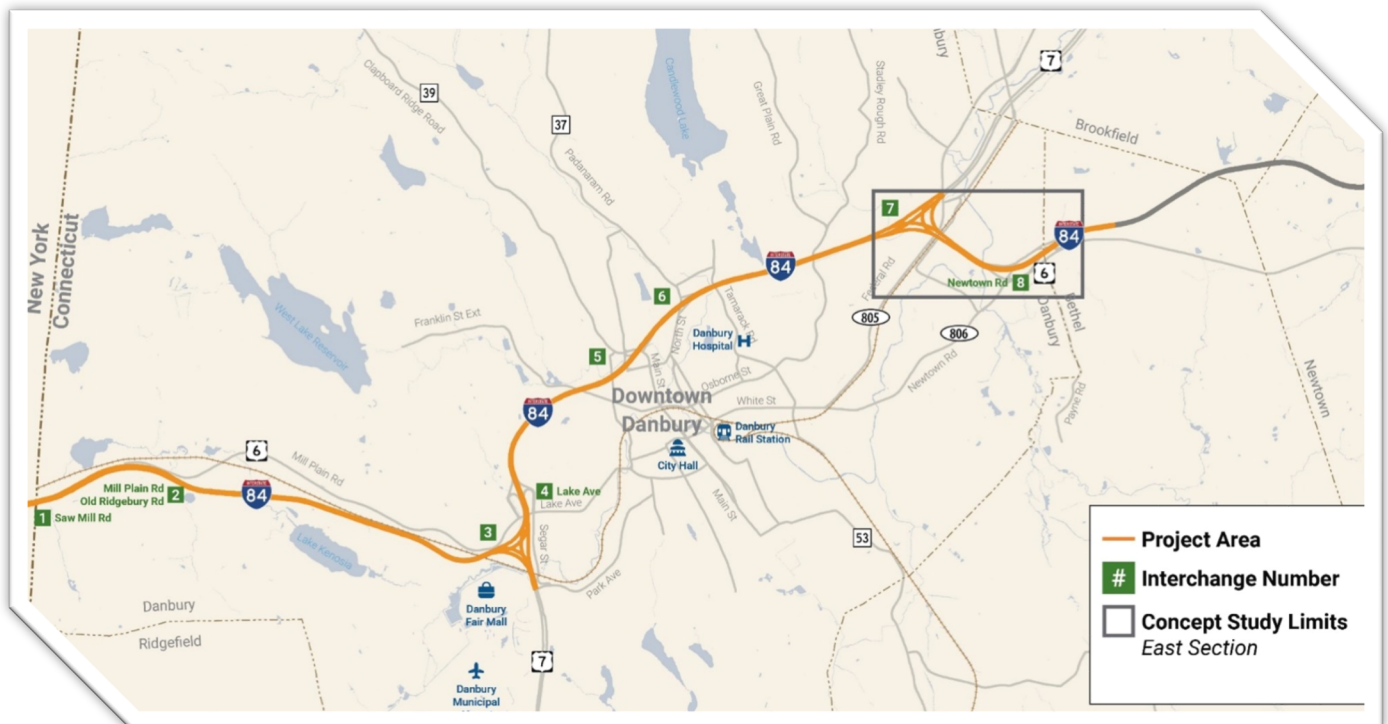 7
39
37
Clapboard Ridge Road
Padanaram Rd
Candlewood Lake
Great Plain Rd
Stadley Rough Rd
Brookfield
New York
Connecticut
West Lake Reservoir
7
84
84
Newtown Rd 8
6
Federal Rd
805
806
Bethel
Danbury
Newtown
Newtown Rd
Payne Rd
6
Franklin St Ext
5
North St
Main St
Tamarack
Danbury
Hospital
Osborne St
White St
Downtown
Danbury
Danbury
Rail Station
City Hall
Main St
84
6
Mill Plain Rd
Mill Plain Rd
Old Ridgebury Rd
2
84
1 Saw Mill Rd
Lake Kenosia
4 Lake Ave
Lake Ave
3
Segar St
Park Ave
53
Danbury
Fair Mall
Danbury
Ridgefield
7
Danbury
Municipal
Project Area
# Interchange Number
Concept Study Limits
East Section